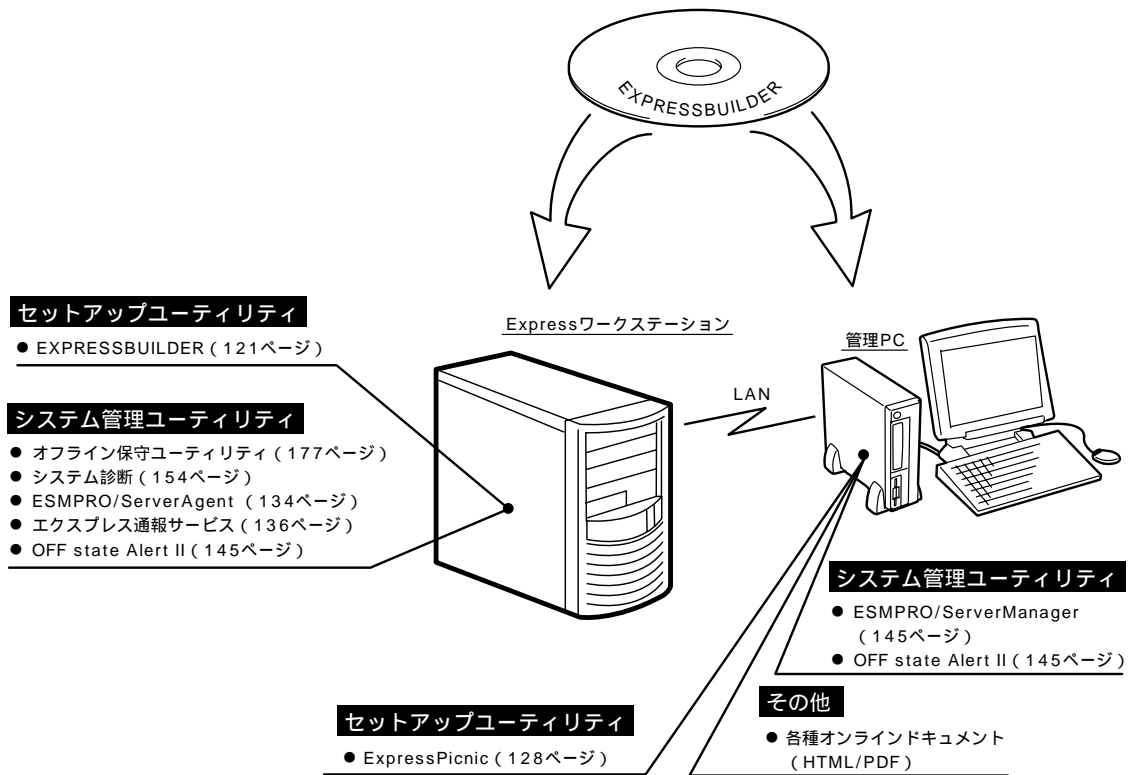 EXPRESSBUILDER
セットアップユーティリティ
● EXPRESSBUILDER(121ページ)
システム管理ユーティリティ
● オフライン保守ユーティリティ(177ページ)
● システム診断(154ページ)
● ESMPRO/ServerAgent (134ページ)
● エクスプレス通報サービス(136ページ)
● OFF state Alert II(145ページ)
Expressワークステーション
LAN
管理PC
システム管理ユーティリティ
● ESMPRO/ServerManager
(145ページ)
● OFF state Alert II(145ページ)
その他
● 各種オンラインドキュメント
(HTML/PDF)
セットアップユーティリティ
● ExpressPicnic(128ページ)